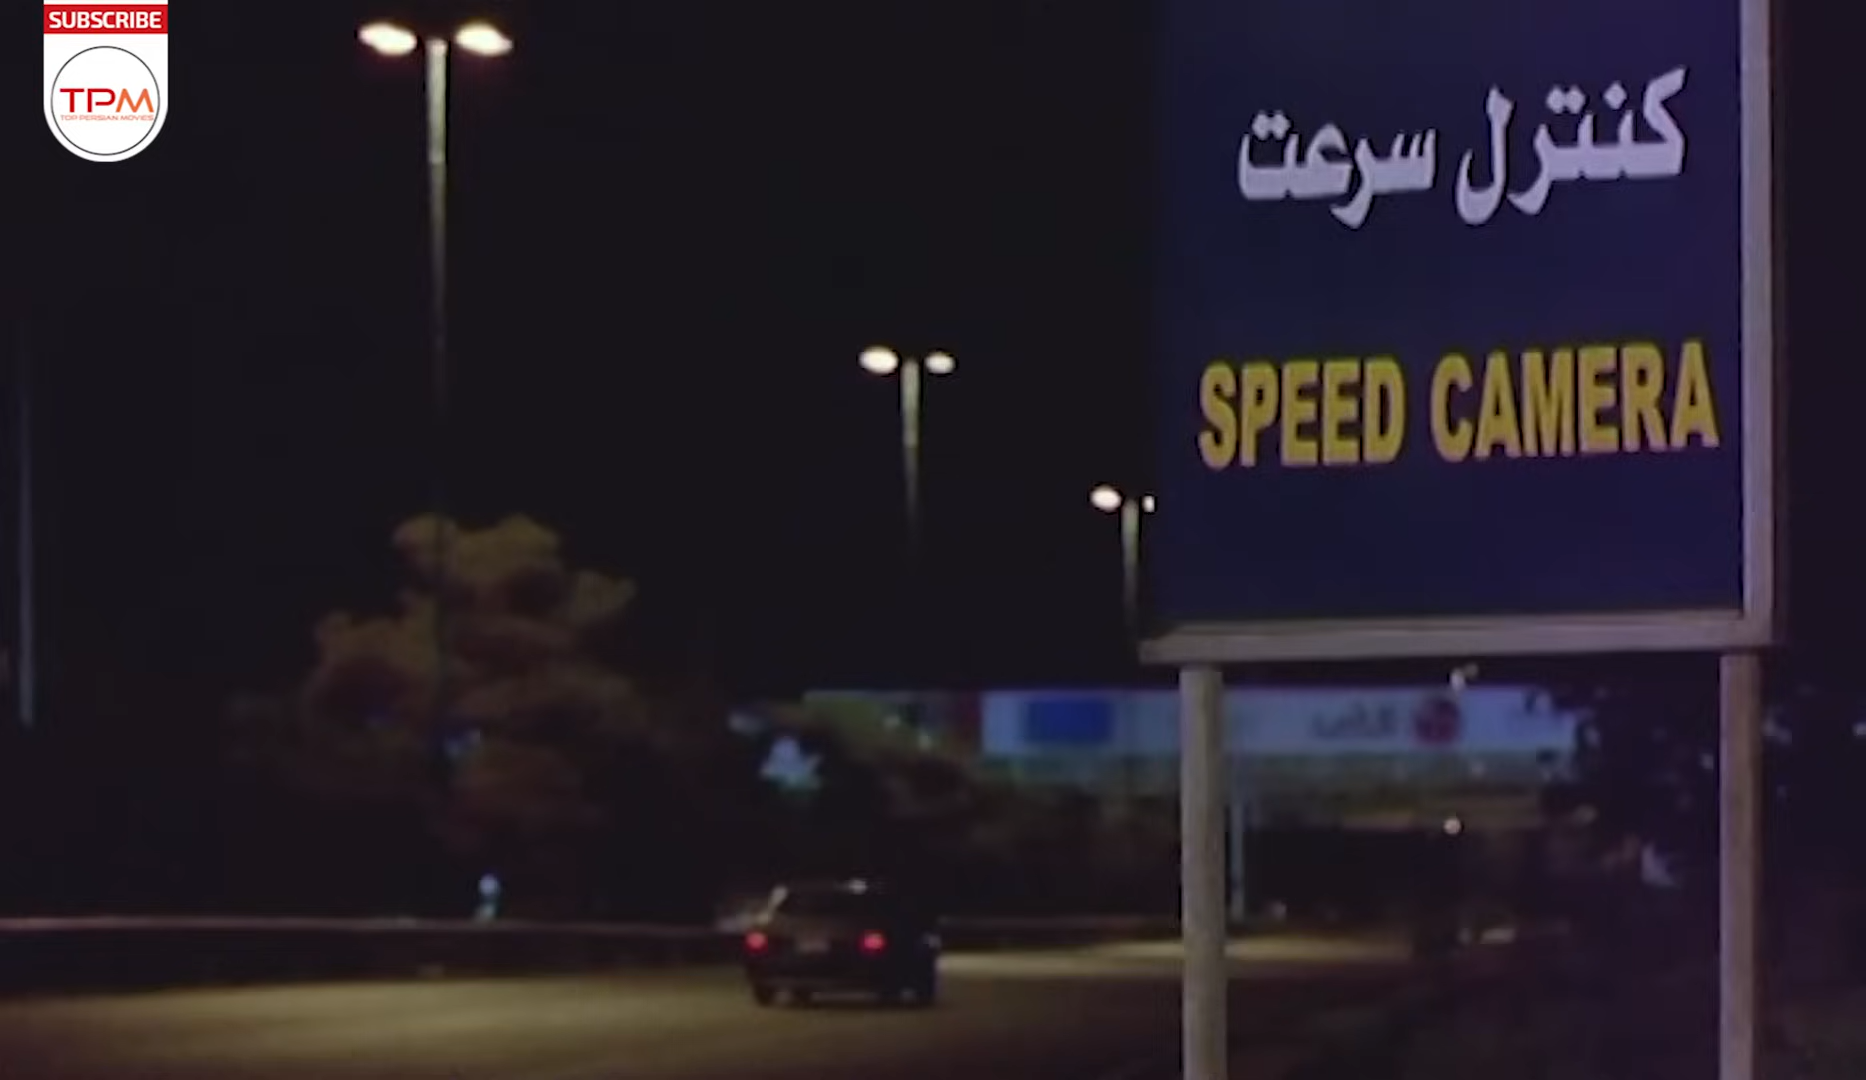 SUBSCRIBE
TPM
TOP PERSIAN MOVIES
کنترل سرعت
SPEED CAMERA